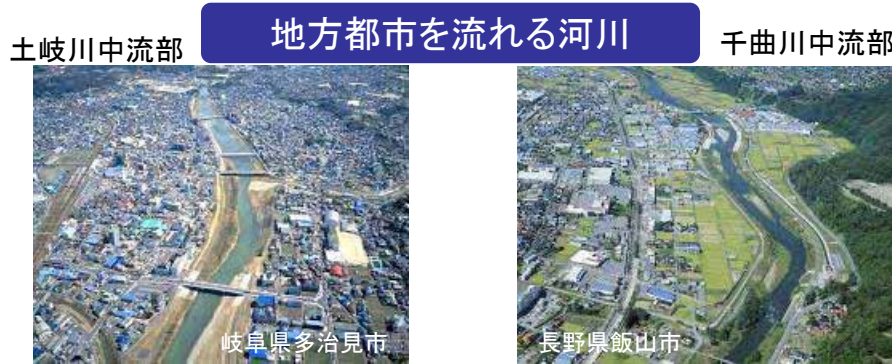 地方都市を流れる河川
土岐川中流部
千曲川中流部
岐阜県多治見市
長野県飯山市